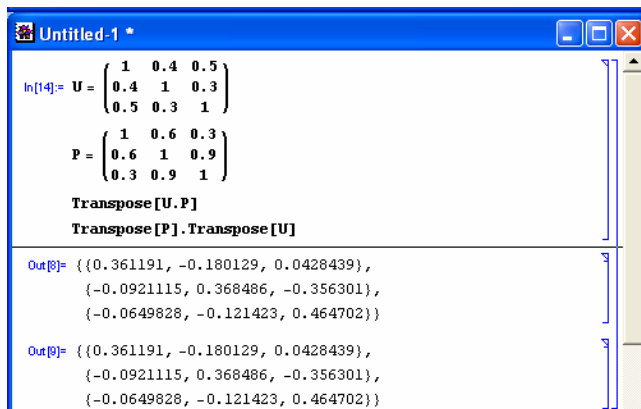 Untitled-1 *
In[14]:= U = ( 1 0.4 0.5
0.4 1 0.3
0.5 0.3 1 )
P = ( 1 0.6 0.3
0.6 1 0.9
0.3 0.9 1 )
Transpose[U.P]
Transpose[P].Transpose[U]
Out[8]= {{0.361191, -0.180129, 0.0428439},
{-0.0921115, 0.368486, -0.356301},
{-0.0649828, -0.121423, 0.464702}}
Out[9]= {{0.361191, -0.180129, 0.0428439},
{-0.0921115, 0.368486, -0.356301},
{-0.0649828, -0.121423, 0.464702}}